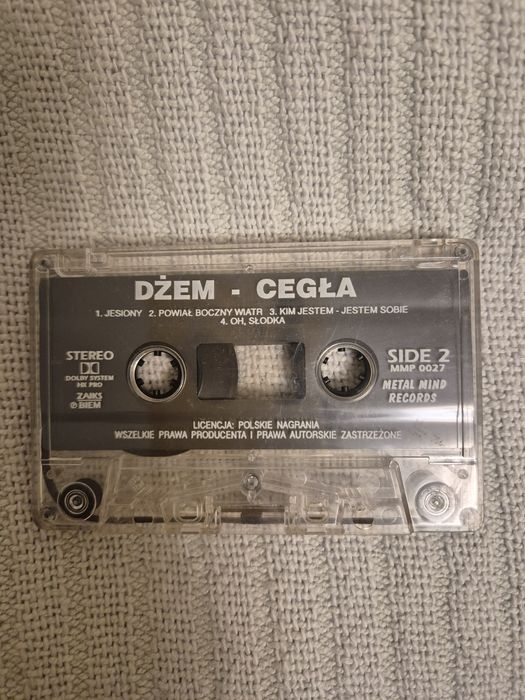 DŻEM - CEGŁA
1. JESIONY 2. POWIAŁ BOCZNY WIATR 3. KIM JESTEM - JESTEM SOBIE
4. OH, SŁODKA
STEREO
DOLBY SYSTEM
HX PRO
ZAIKS
℗ BIEM
SIDE 2
MMP 0027
METAL MIND
RECORDS
LICENCJA: POLSKIE NAGRANIA
WSZELKIE PRAWA PRODUCENTA I PRAWA AUTORSKIE ZASTRZEŻONE